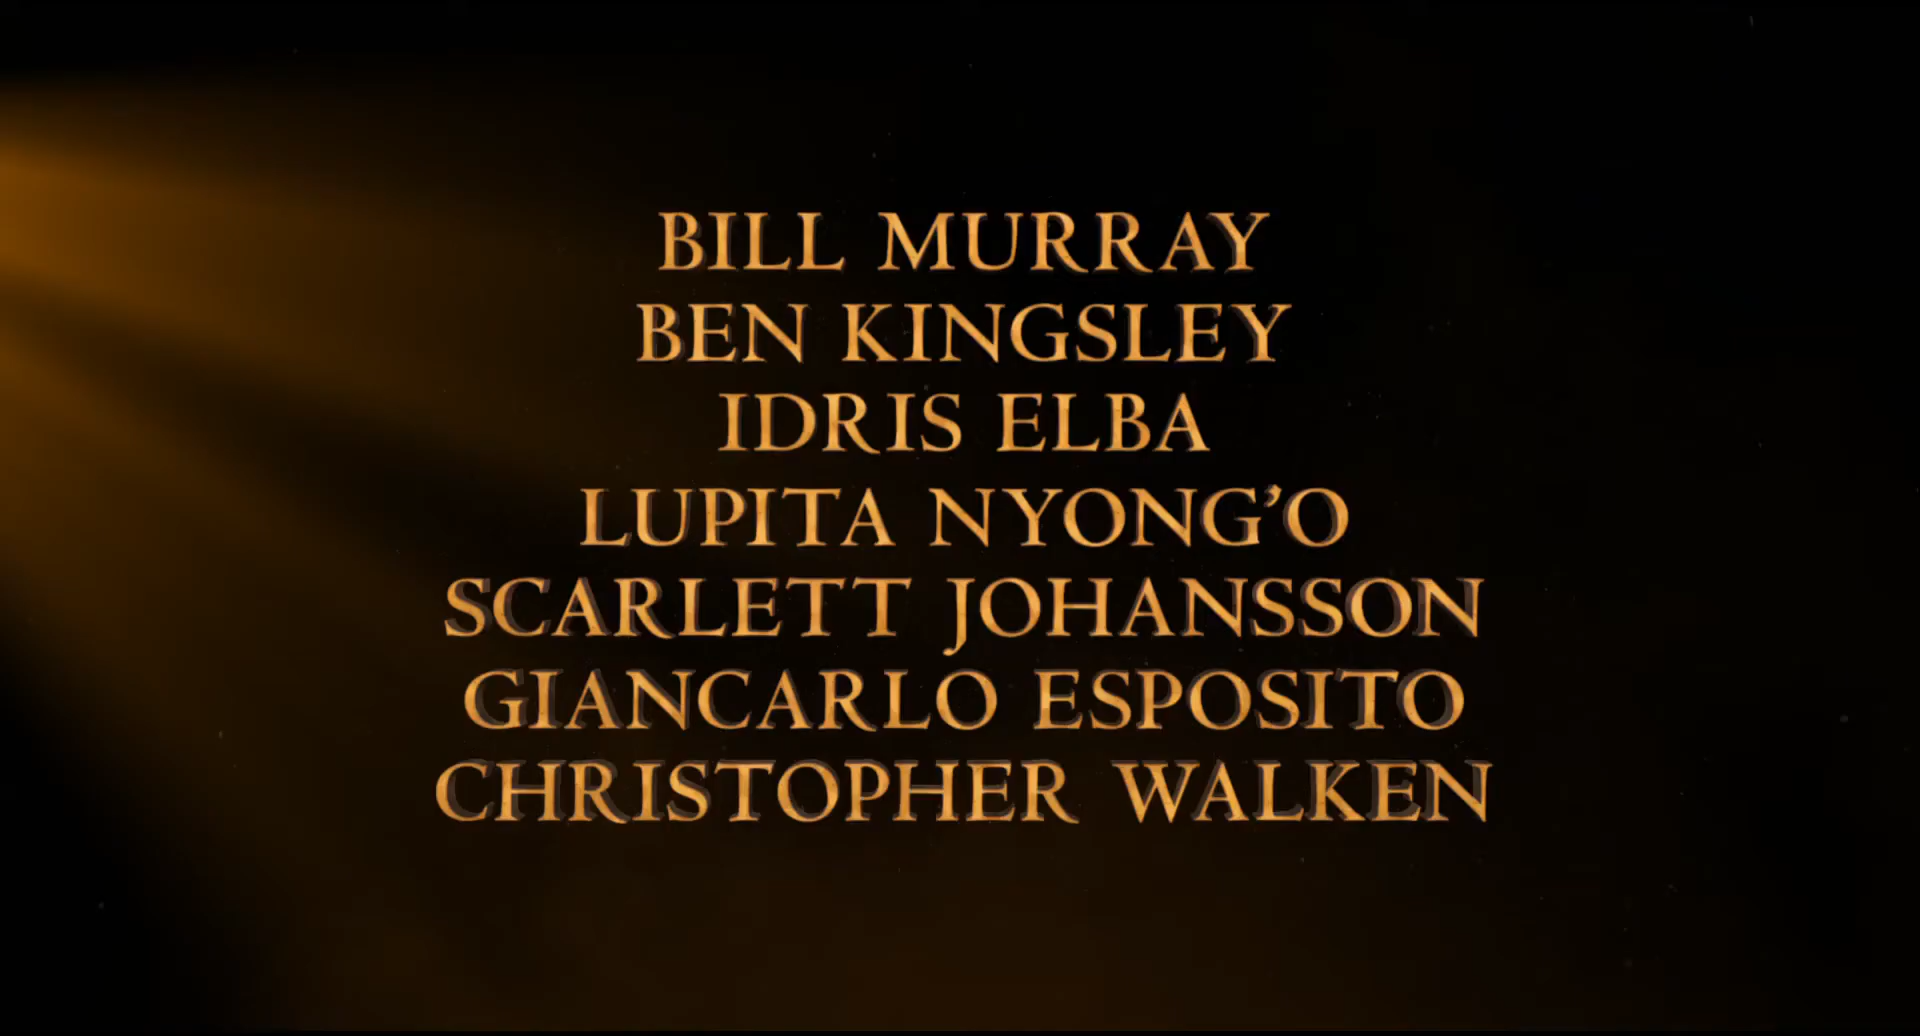 BILL MURRAY
BEN KINGSLEY
IDRIS ELBA
LUPITA NYONG’O
SCARLETT JOHANSSON
GIANCARLO ESPOSITO
CHRISTOPHER WALKEN